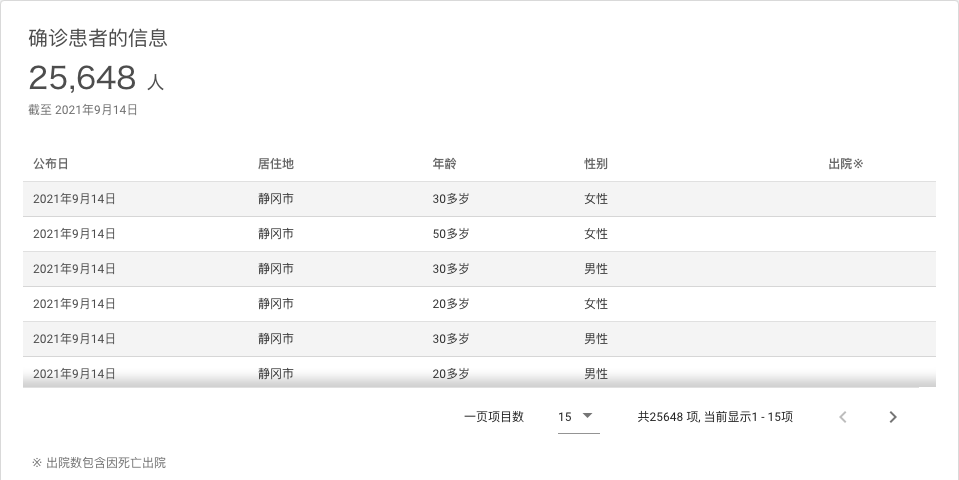 确诊患者的信息
25,648 人
截至 2021年9月14日
公布日 居住地 年龄 性别 出院※
2021年9月14日 静冈市 30多岁 女性
2021年9月14日 静冈市 50多岁 女性
2021年9月14日 静冈市 30多岁 男性
2021年9月14日 静冈市 20多岁 女性
2021年9月14日 静冈市 30多岁 男性
2021年9月14日 静冈市 20多岁 男性
一页项目数 15 共25648 项, 当前显示1 - 15项
※ 出院数包含因死亡出院